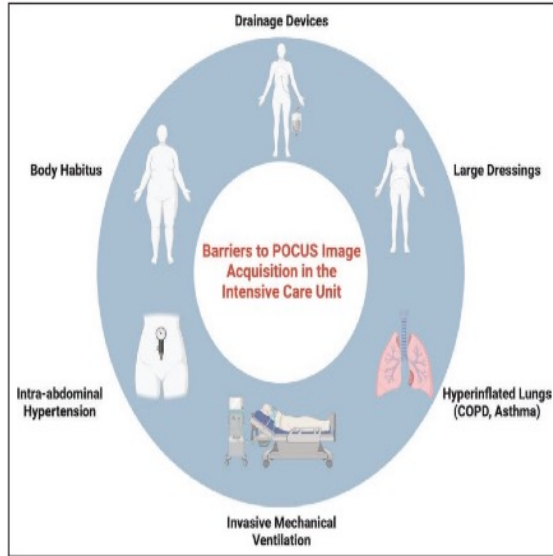 Drainage Devices
Body Habitus
Large Dressings
Barriers to POCUS Image
Acquisition in the
Intensive Care Unit
Intra-abdominal
Hypertension
Hyperinflated Lungs
(COPD, Asthma)
Invasive Mechanical
Ventilation